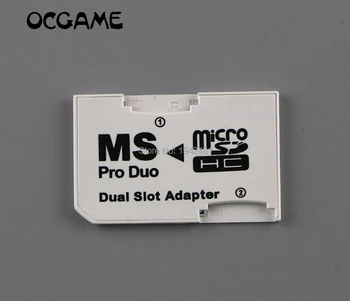 OCGAME
①
MS
micro
SD
HC
Pro Duo
Dual Slot Adapter
②